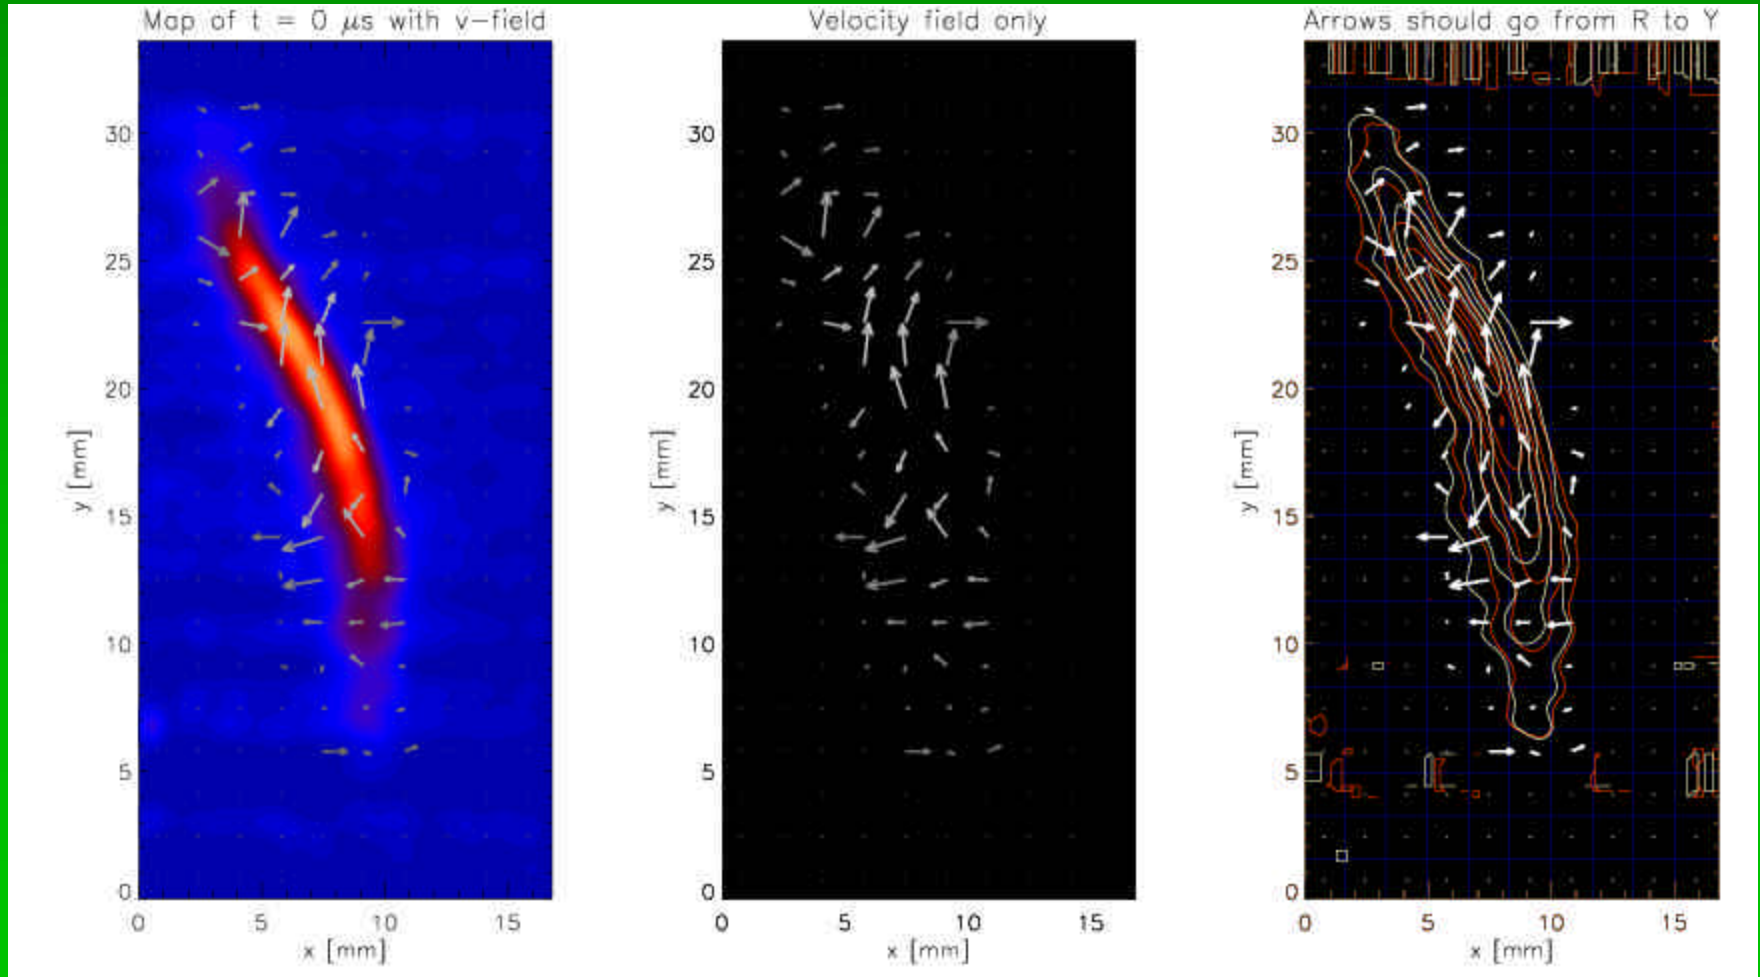 Map of t = 0 μs with v-field
30
25
20
15
10
5
0
y [mm]
0 5 10 15
x [mm]
Velocity field only
30
25
20
15
10
5
0
y [mm]
0 5 10 15
x [mm]
Arrows should go from R to Y
30
25
20
15
10
5
0
y [mm]
0 5 10 15
x [mm]